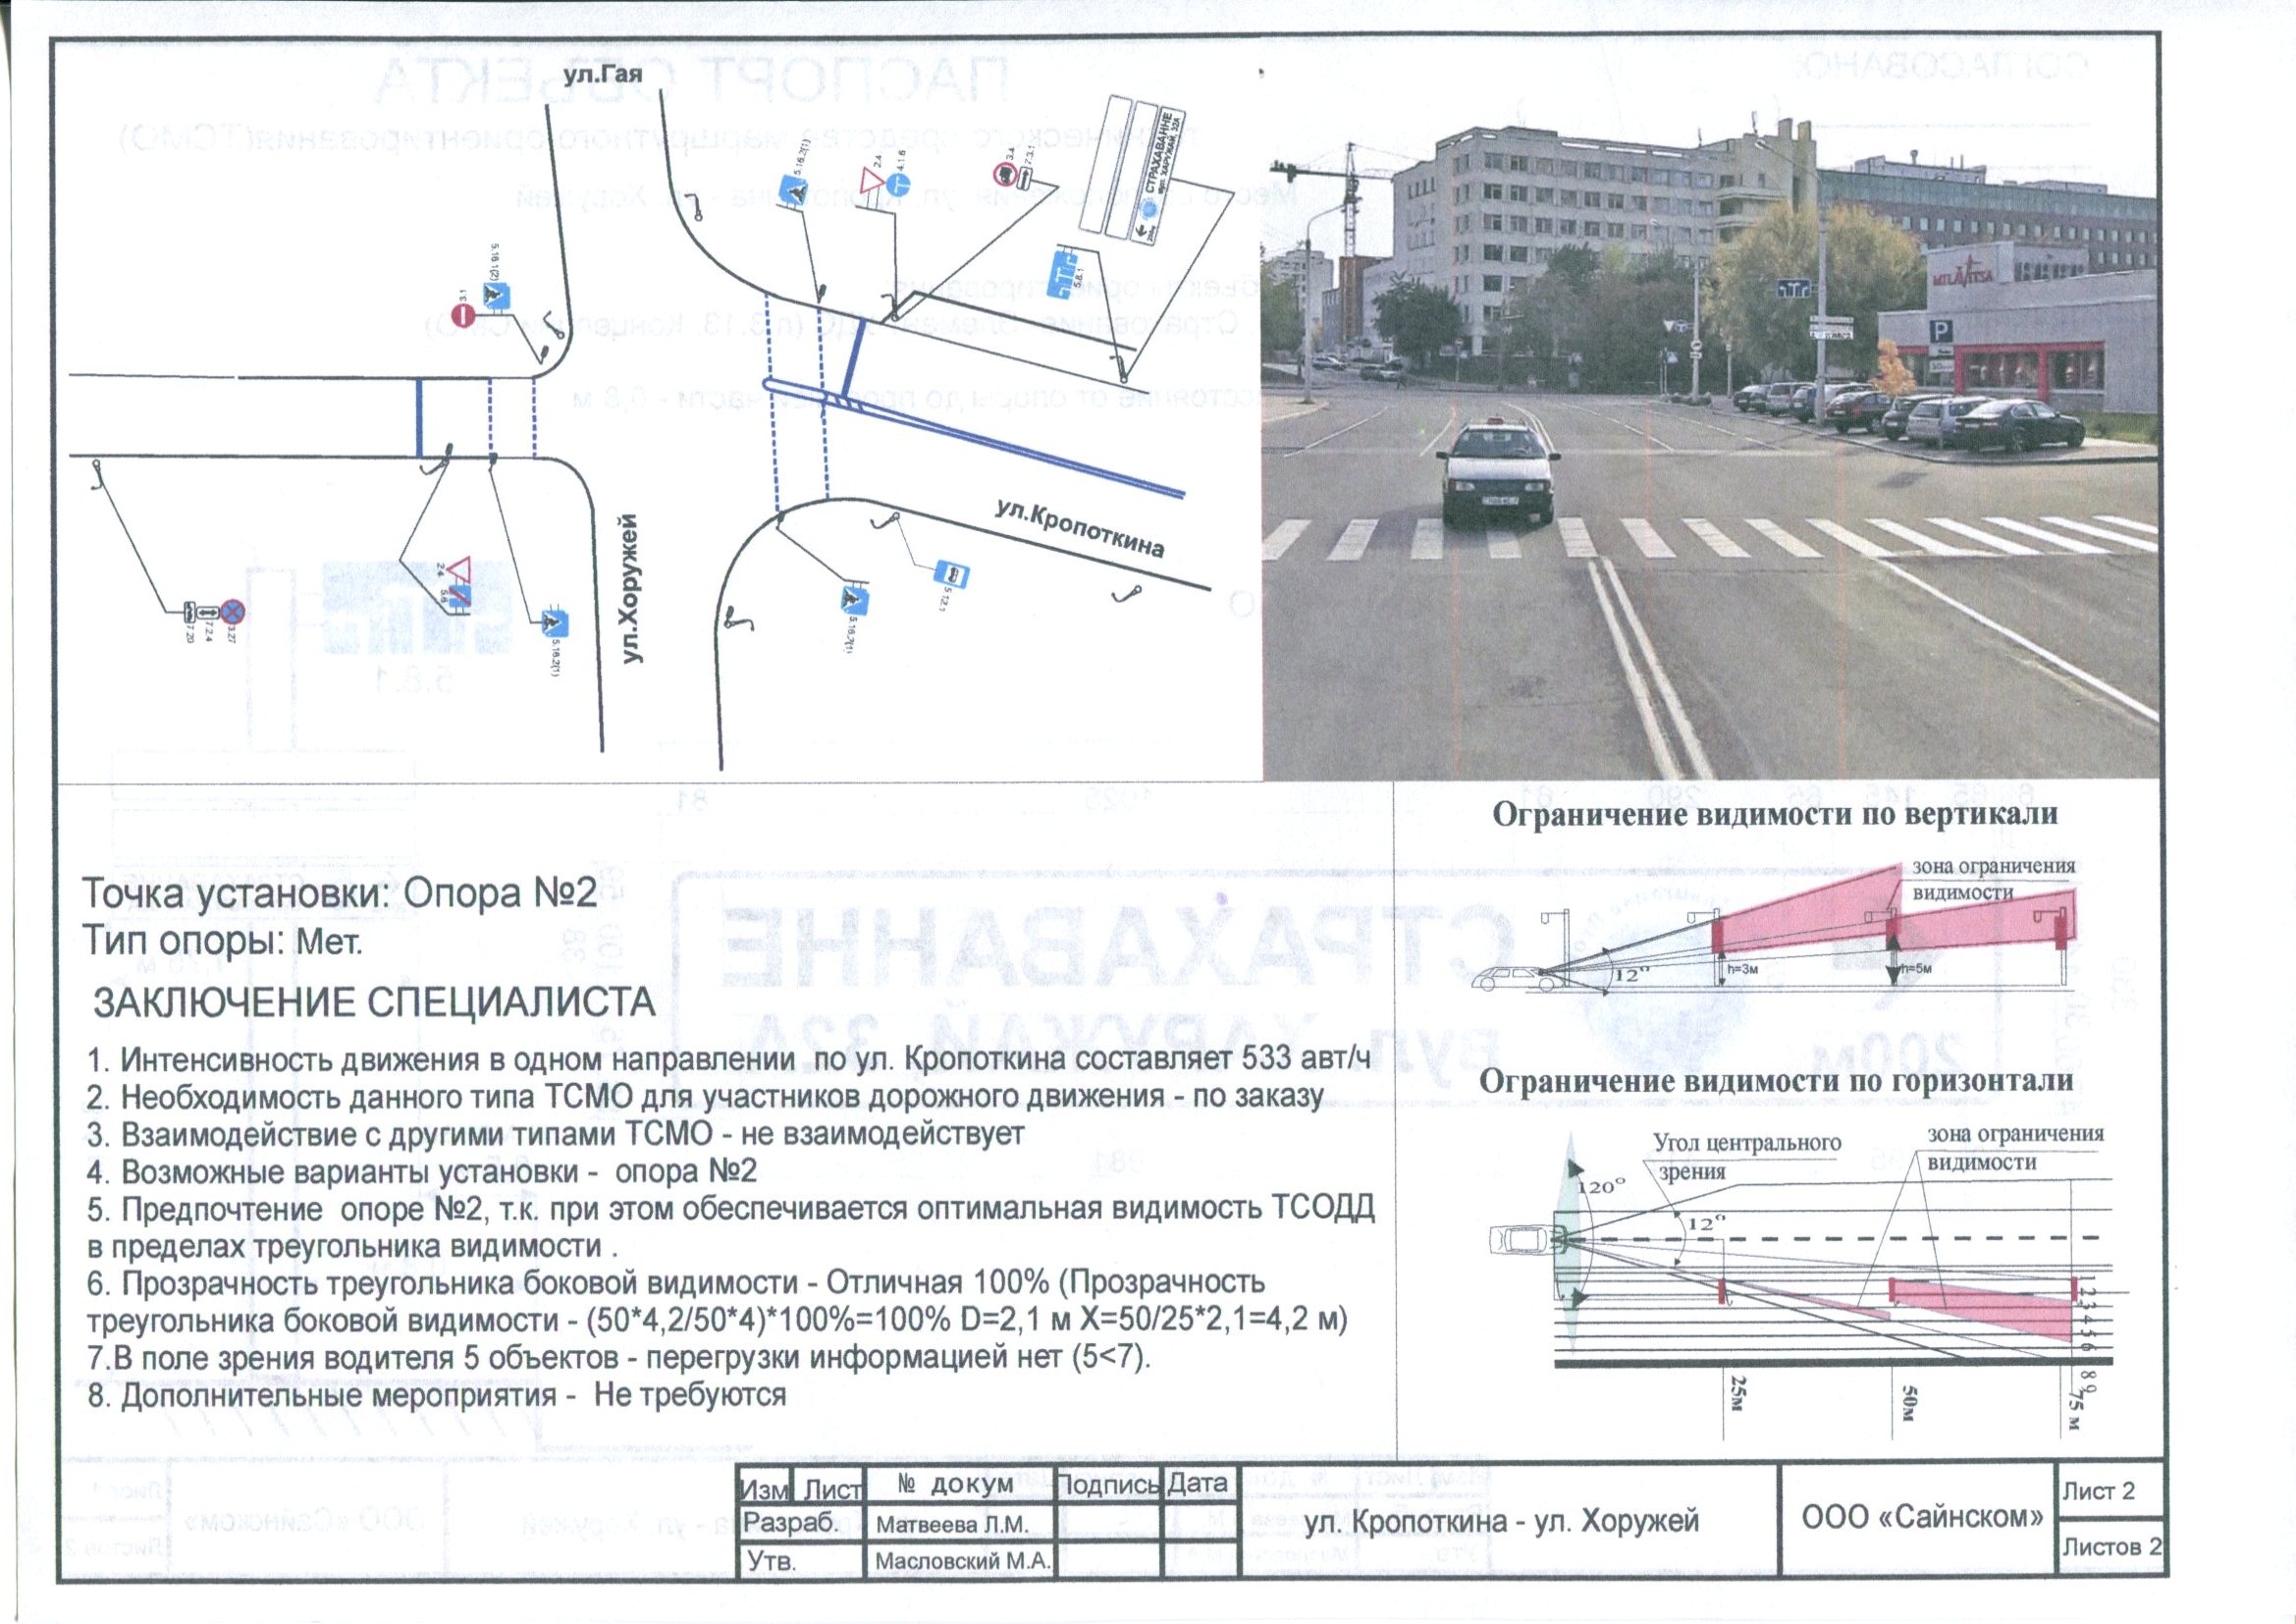 ул.Гая
5.16.2(1)
2.4
4.1.6
3.4
7.3.1
СТРАХАВАННЕ
вул. ХАРУЖАЙ, 32А
200м
5.8.1
5.16.1(2)
3.1
ул.Кропоткина
ул.Хоружей
7.20
7.2.4
3.27
2.4
5.6
5.16.2(1)
5.16.2(1)
5.12.1
MILAVITSA
P
Точка установки: Опора №2
Тип опоры: Мет.
ЗАКЛЮЧЕНИЕ СПЕЦИАЛИСТА
1. Интенсивность движения в одном направлении по ул. Кропоткина составляет 533 авт/ч
2. Необходимость данного типа ТСМО для участников дорожного движения - по заказу
3. Взаимодействие с другими типами ТСМО - не взаимодействует
4. Возможные варианты установки - опора №2
5. Предпочтение опоре №2, т.к. при этом обеспечивается оптимальная видимость ТСОДД
в пределах треугольника видимости .
6. Прозрачность треугольника боковой видимости - Отличная 100% (Прозрачность
треугольника боковой видимости - (50*4,2/50*4)*100%=100% D=2,1 м X=50/25*2,1=4,2 м)
7.В поле зрения водителя 5 объектов - перегрузки информацией нет (5<7).
8. Дополнительные мероприятия - Не требуются
Ограничение видимости по вертикали
зона ограничения
видимости
12°
h=3м
h=5м
Ограничение видимости по горизонтали
Угол центрального
зрения
зона ограничения
видимости
120°
12°
1 2 3 4 5 6
8 9
25м
50м
75 м
Изм Лист № докум Подпись Дата
Разраб. Матвеева Л.М.
Утв. Масловский М.А.
ул. Кропоткина - ул. Хоружей
ООО «Сайнском»
Лист 2
Листов 2